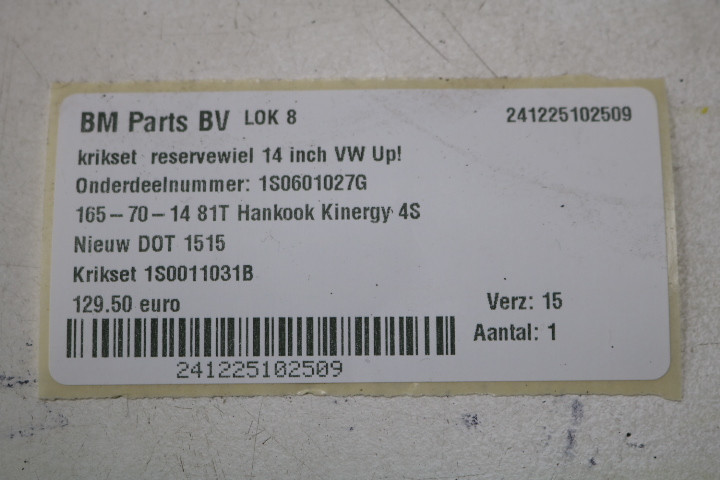 BM Parts BV LOK 8 241225102509
krikset reservewiel 14 inch VW Up!
Onderdeelnummer: 1S0601027G
165-70-14 81T Hankook Kinergy 4S
Nieuw DOT 1515
Krikset 1S0011031B
129.50 euro Verz: 15
Aantal: 1
241225102509